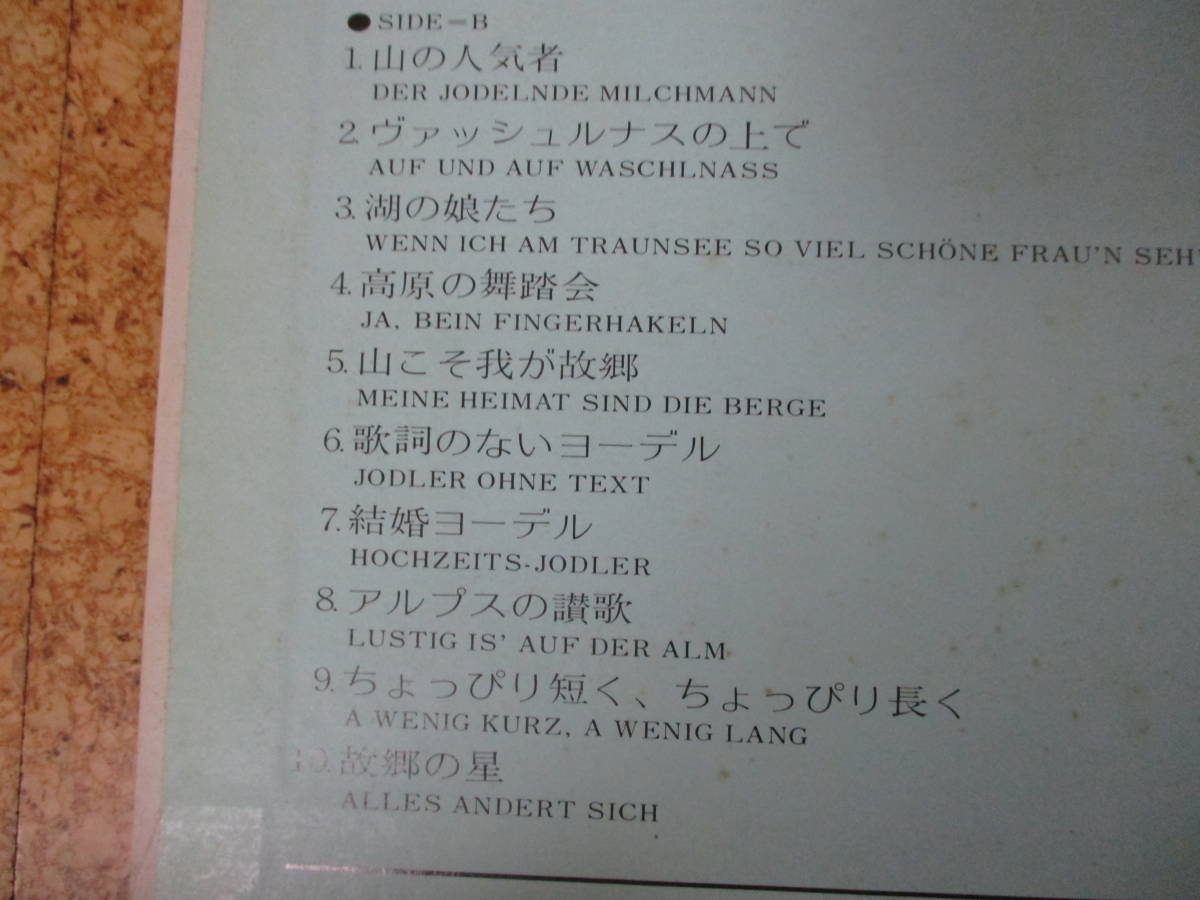 ● SIDE=B
1. 山の人気者
DER JODELNDE MILCHMANN
2. ヴァッシュルナスの上で
AUF UND AUF WASCHLNASS
3. 湖の娘たち
WENN ICH AM TRAUNSEE SO VIEL SCHÖNE FRAU'N SEH'
4. 高原の舞踏会
JA, BEIN FINGERHAKELN
5. 山こそ我が故郷
MEINE HEIMAT SIND DIE BERGE
6. 歌詞のないヨーデル
JODLER OHNE TEXT
7. 結婚ヨーデル
HOCHZEITS-JODLER
8. アルプスの讃歌
LUSTIG IS' AUF DER ALM
9. ちょっぴり短く、ちょっぴり長く
A WENIG KURZ, A WENIG LANG
10. 故郷の星
ALLES ANDERT SICH